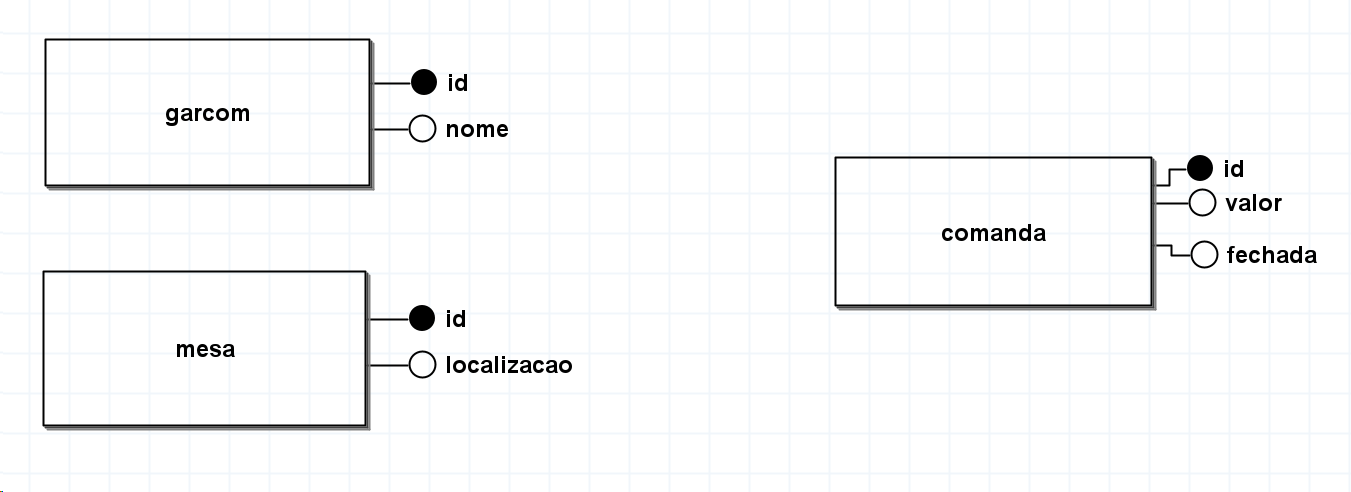 garcom
id
nome
mesa
id
localizacao
comanda
id
valor
fechada